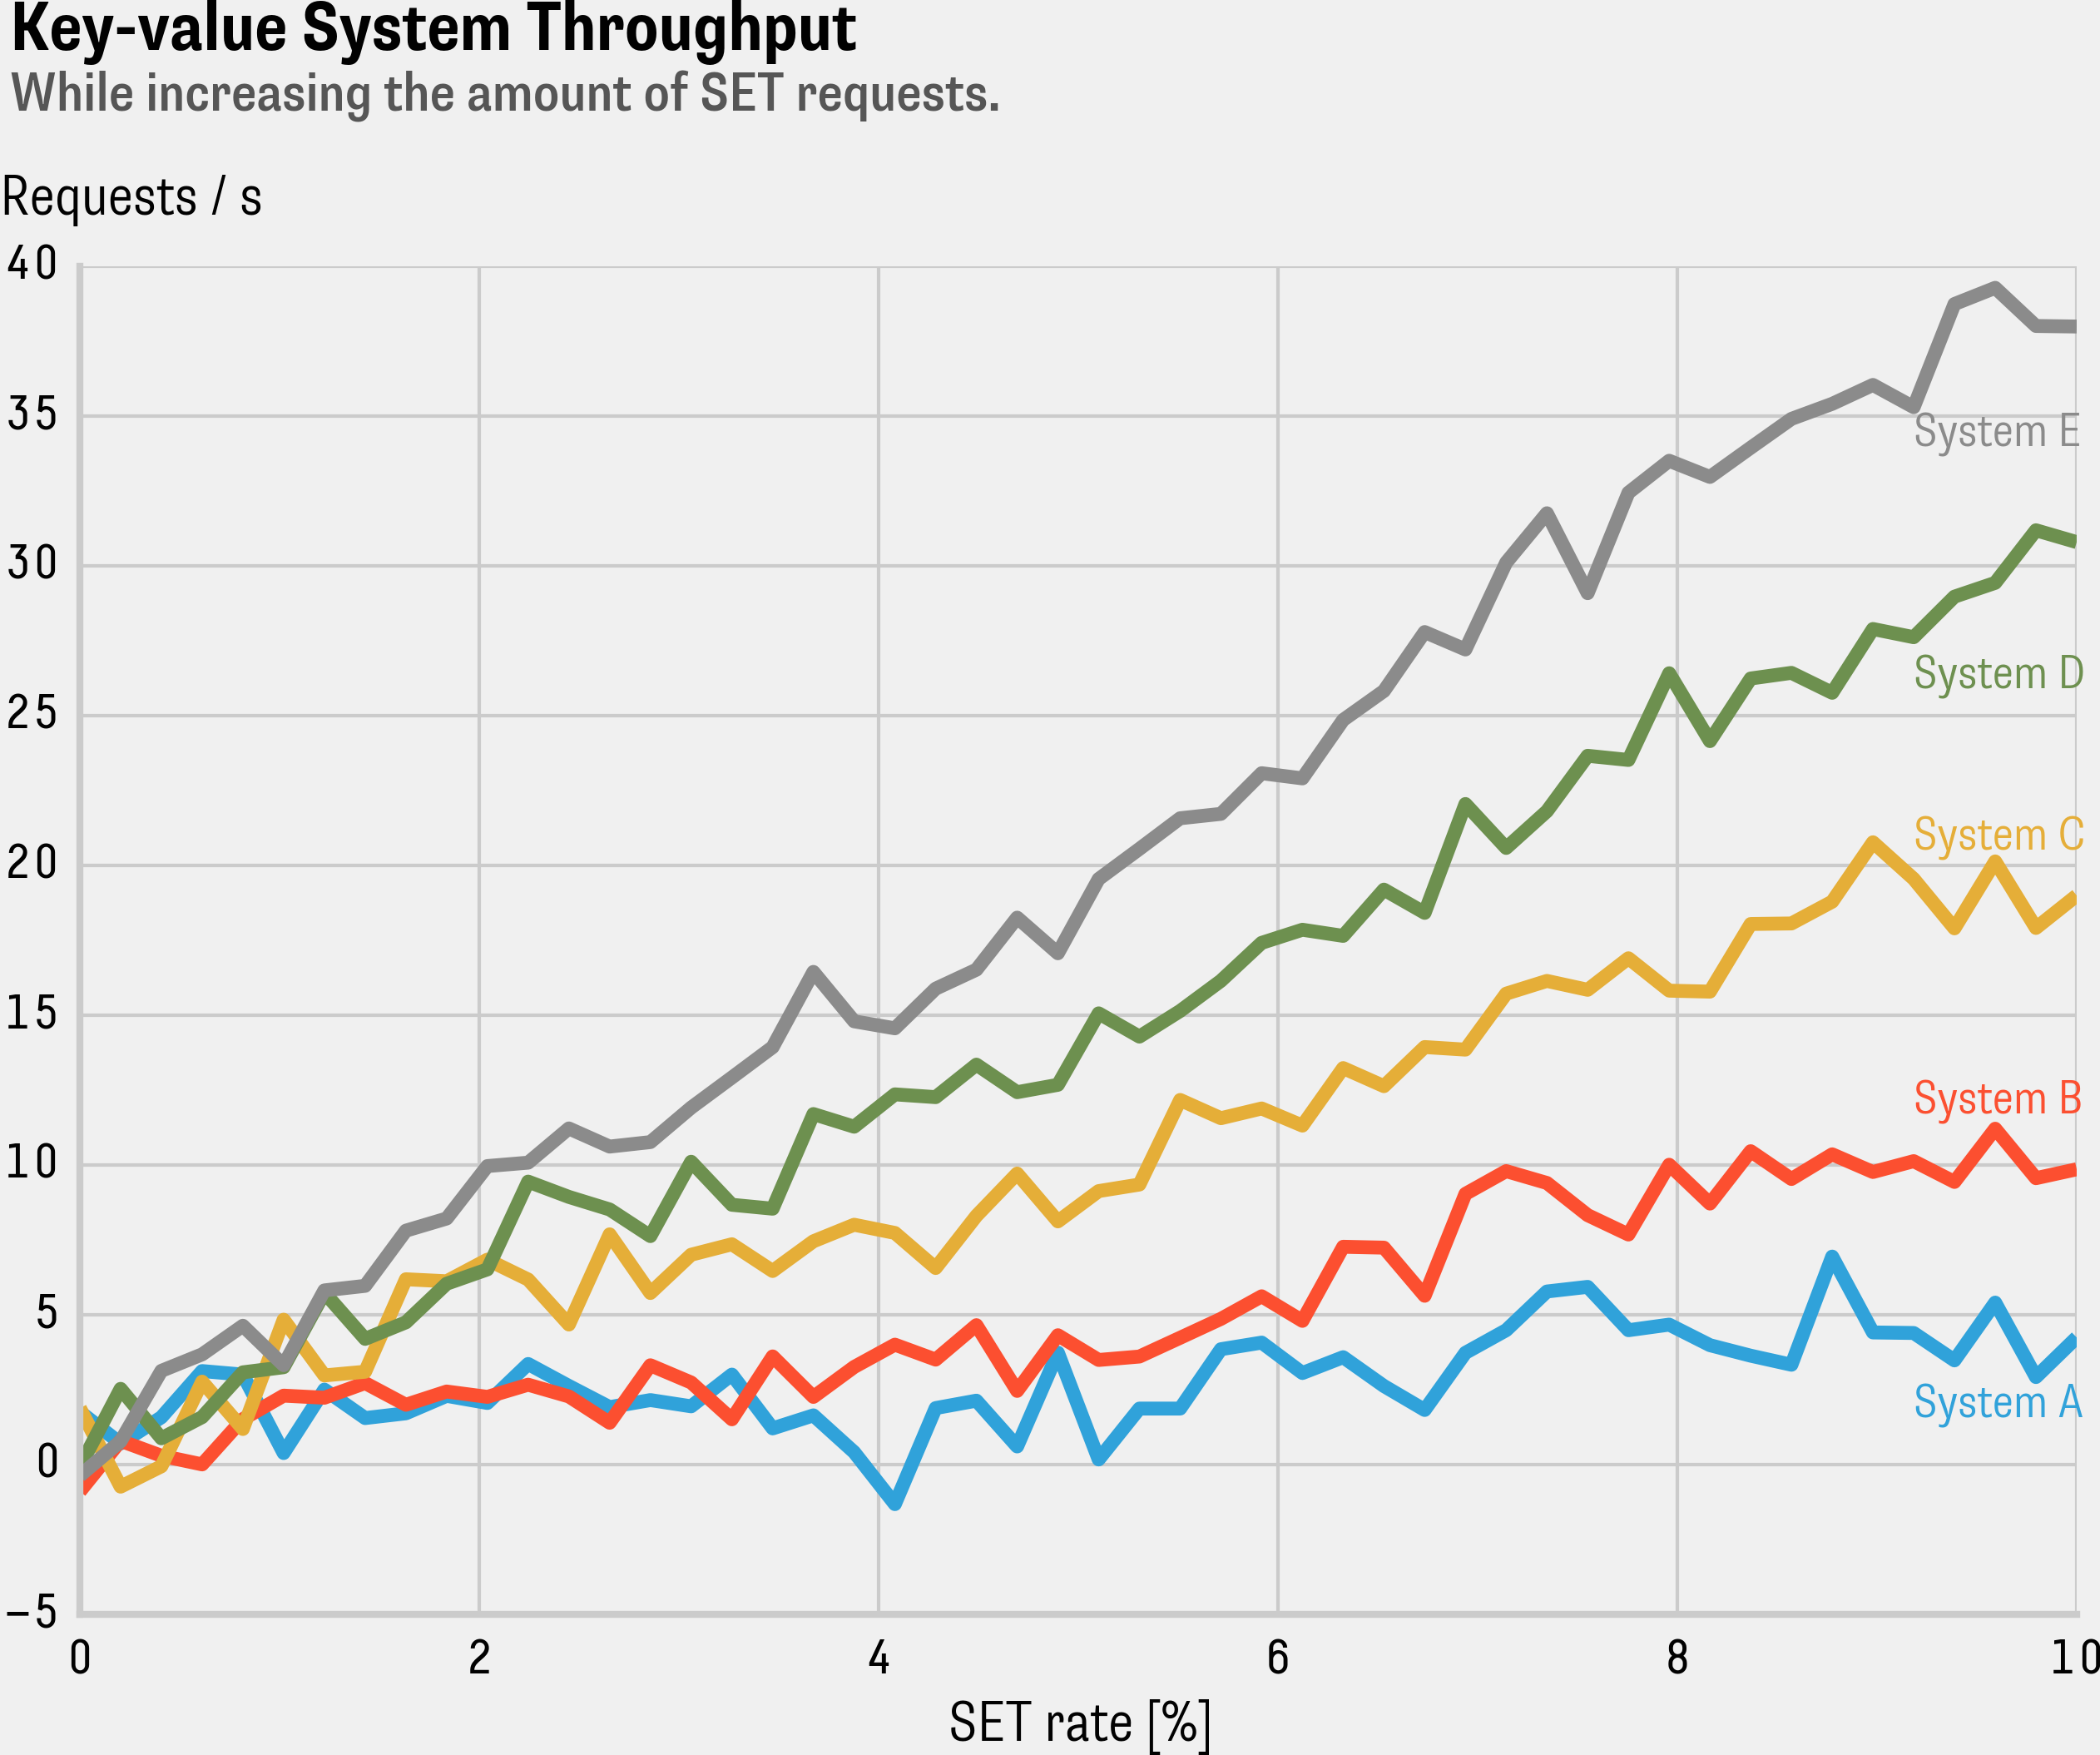 Key-value System Throughput
While increasing the amount of SET requests.
Requests / s
40
35
System E
30
System D
25
System C
20
15
System B
10
5
System A
0
−5
0 2 4 6 8 10
SET rate [%]